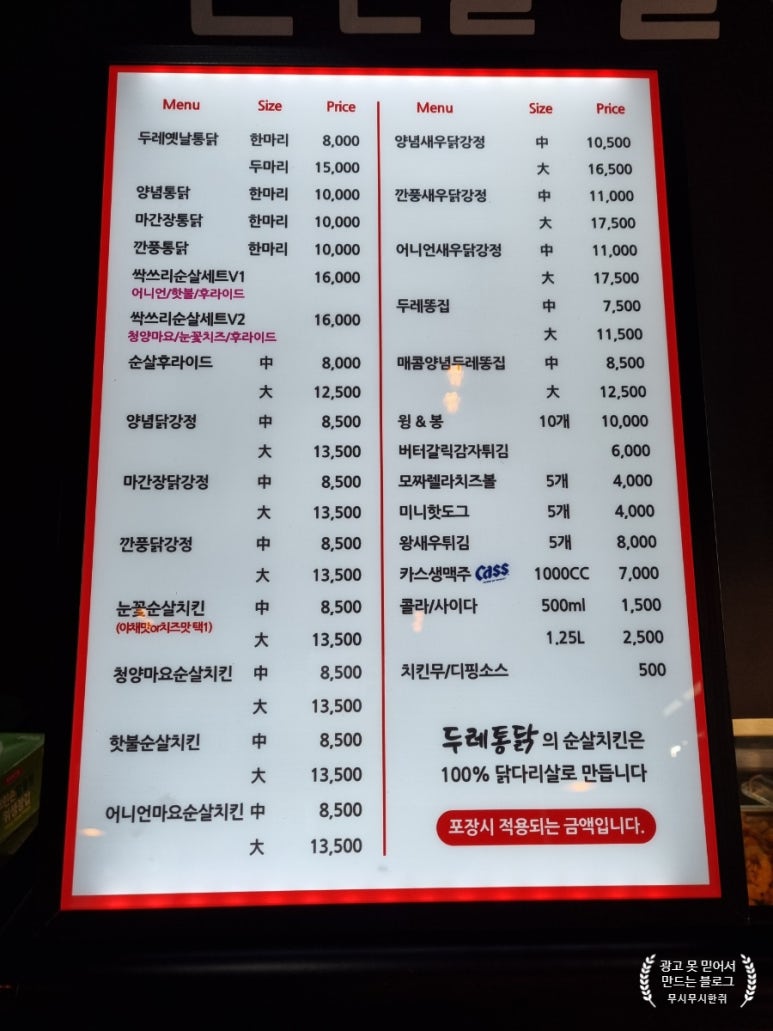 Menu Size Price
두레옛날통닭 한마리 8,000
두마리 15,000
양념통닭 한마리 10,000
마간장통닭 한마리 10,000
깐풍통닭 한마리 10,000
싹쓰리순살세트V1 16,000
어니언/핫불/후라이드
싹쓰리순살세트V2 16,000
청양마요/눈꽃치즈/후라이드
순살후라이드 中 8,000
大 12,500
양념닭강정 中 8,500
大 13,500
마간장닭강정 中 8,500
大 13,500
깐풍닭강정 中 8,500
大 13,500
눈꽃순살치킨 中 8,500
(야채맛or치즈맛 택1)
大 13,500
청양마요순살치킨 中 8,500
大 13,500
핫불순살치킨 中 8,500
大 13,500
어니언마요순살치킨 中 8,500
大 13,500
Menu Size Price
양념새우닭강정 中 10,500
大 16,500
깐풍새우닭강정 中 11,000
大 17,500
어니언새우닭강정 中 11,000
大 17,500
두레똥집 中 7,500
大 11,500
매콤양념두레똥집 中 8,500
大 12,500
윙 & 봉 10개 10,000
버터갈릭감자튀김 6,000
모짜렐라치즈볼 5개 4,000
미니핫도그 5개 4,000
왕새우튀김 5개 8,000
카스생맥주 Cass 1000CC 7,000
콜라/사이다 500ml 1,500
1.25L 2,500
치킨무/디핑소스 500
두레통닭의 순살치킨은
100% 닭다리살로 만듭니다
포장시 적용되는 금액입니다.
광고 못 믿어서
만드는 블로그
무시무시한쥐